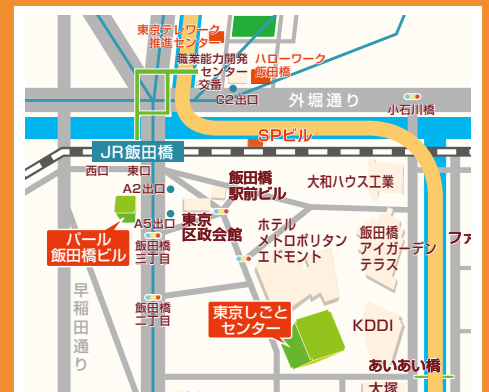 東京テレワーク
推進センター
職業能力開発
センター
ハローワーク
飯田橋
交番
C2出口
外堀通り
小石川橋
SPビル
JR飯田橋
西口
東口
A2出口
飯田橋
駅前ビル
大和ハウス工業
A5出口
東京
区政会館
ホテル
メトロポリタン
エドモント
飯田橋
アイガーデン
テラス
ファ
パール
飯田橋ビル
飯田橋
三丁目
早稲田通り
飯田橋
二丁目
東京しごと
センター
KDDI
あいあい橋
大塚